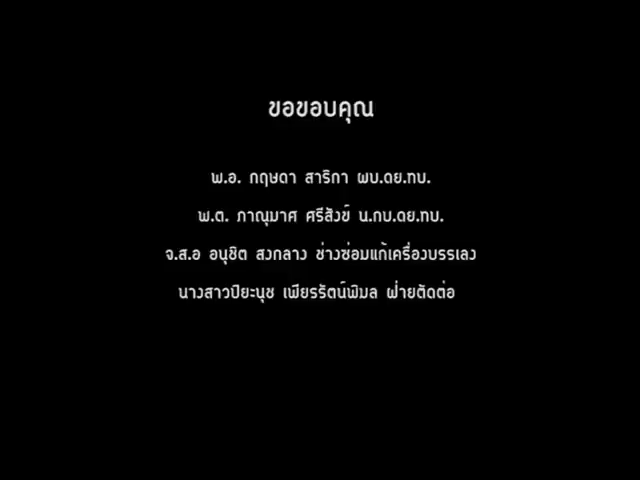 ขอขอบคุณ
พ.อ. กฤษดา สาริกา ผบ.ดย.ทบ.
พ.ต. ภาณุมาศ ศรีสังข์ น.กบ.ดย.ทบ.
จ.ส.อ อนุชิต สงกลาง ช่างซ่อมแก้เครื่องบรรเลง
นางสาวปิยะนุช เพียรรัตน์พิมล ฝ่ายตัดต่อ